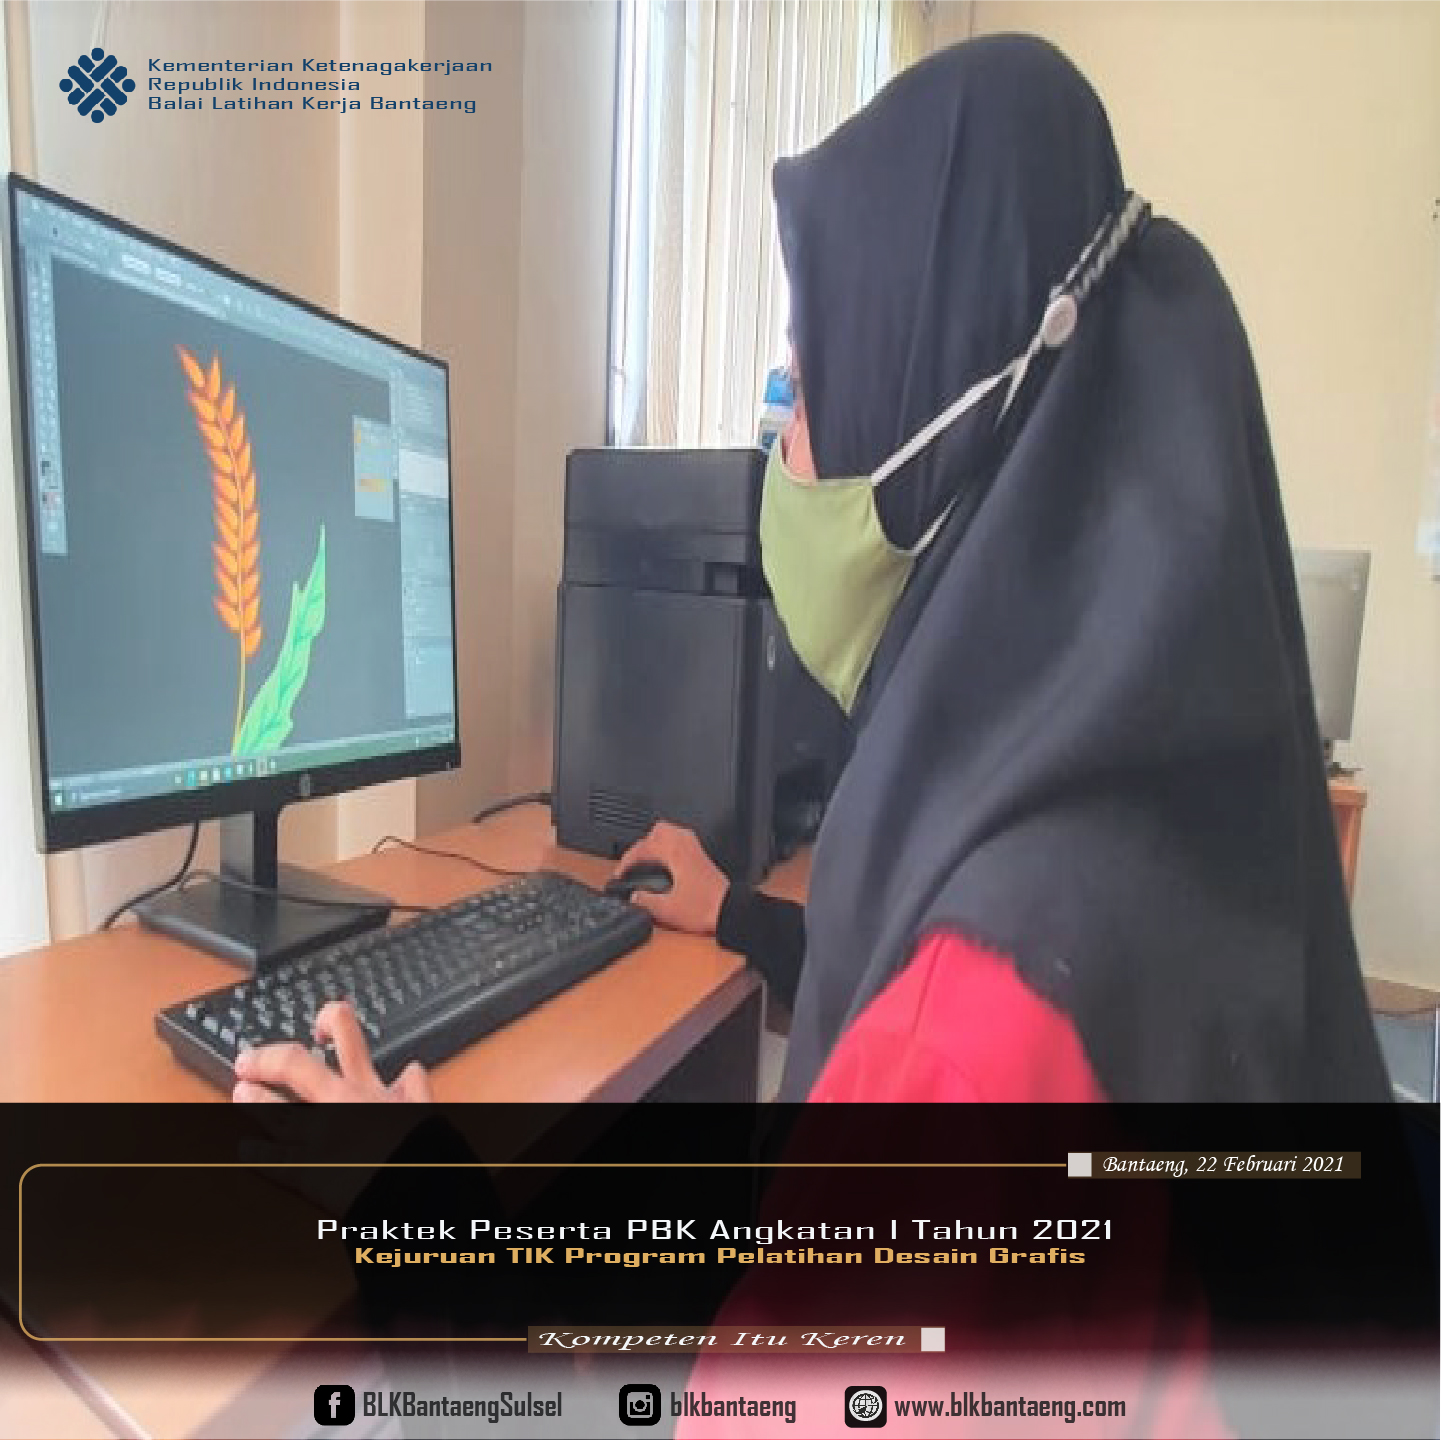 Kementerian Ketenagakerjaan
Republik Indonesia
Balai Latihan Kerja Bantaeng
Bantaeng, 22 Februari 2021
Praktek Peserta PBK Angkatan I Tahun 2021
Kejuruan TIK Program Pelatihan Desain Grafis
Kompeten Itu Keren
BLKBantaengSulsel
blkbantaeng
www.blkbantaeng.com